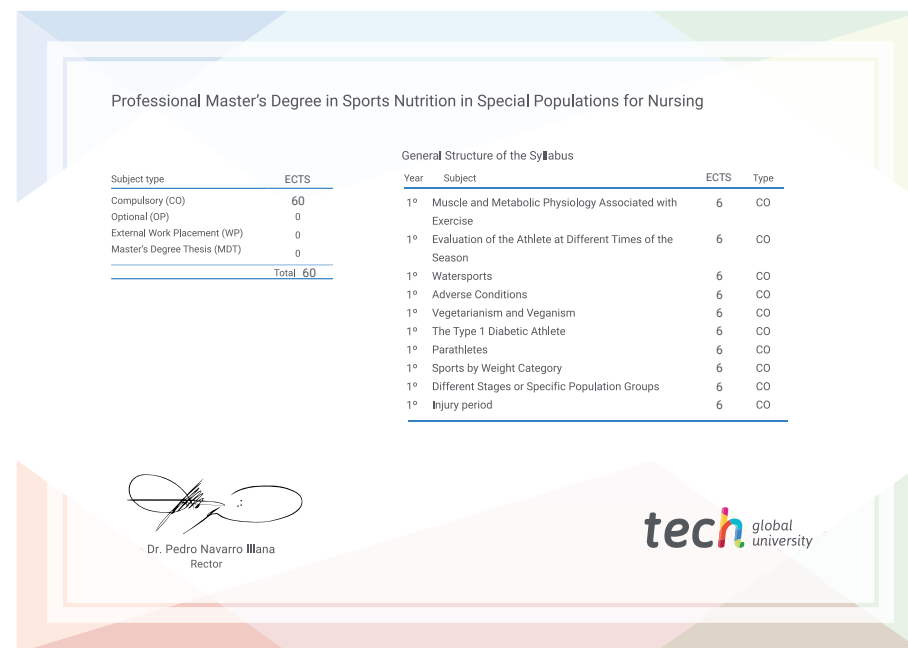 Professional Master's Degree in Sports Nutrition in Special Populations for Nursing
Subject type ECTS
Compulsory (CO) 60
Optional (OP) 0
External Work Placement (WP) 0
Master's Degree Thesis (MDT) 0
Total 60
General Structure of the Syllabus
Year Subject ECTS Type
1º Muscle and Metabolic Physiology Associated with 6 CO
Exercise
1º Evaluation of the Athlete at Different Times of the 6 CO
Season
1º Watersports 6 CO
1º Adverse Conditions 6 CO
1º Vegetarianism and Veganism 6 CO
1º The Type 1 Diabetic Athlete 6 CO
1º Parathletes 6 CO
1º Sports by Weight Category 6 CO
1º Different Stages or Specific Population Groups 6 CO
1º Injury period 6 CO
Dr. Pedro Navarro Illana
Rector
tech global
university